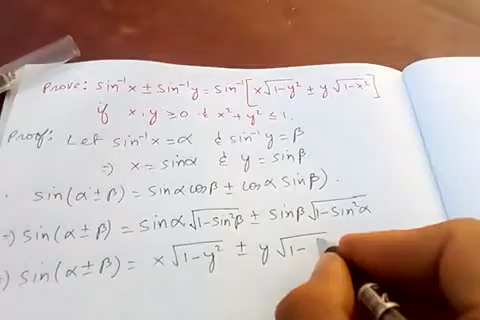 Prove: sin⁻¹x ± sin⁻¹y = sin⁻¹[x√(1-y²) ± y√(1-x²)]
if x, y ≥ 0 & x² + y² ≤ 1.
Proof: Let sin⁻¹x = α & sin⁻¹y = β
⇒ x = sinα & y = sinβ.
sin(α ± β) = sinα cosβ ± cosα sinβ.
⇒ sin(α ± β) = sinα √(1-sin²β) ± sinβ √(1-sin²α)
⇒ sin(α ± β) = x√(1-y²) ± y√(1-